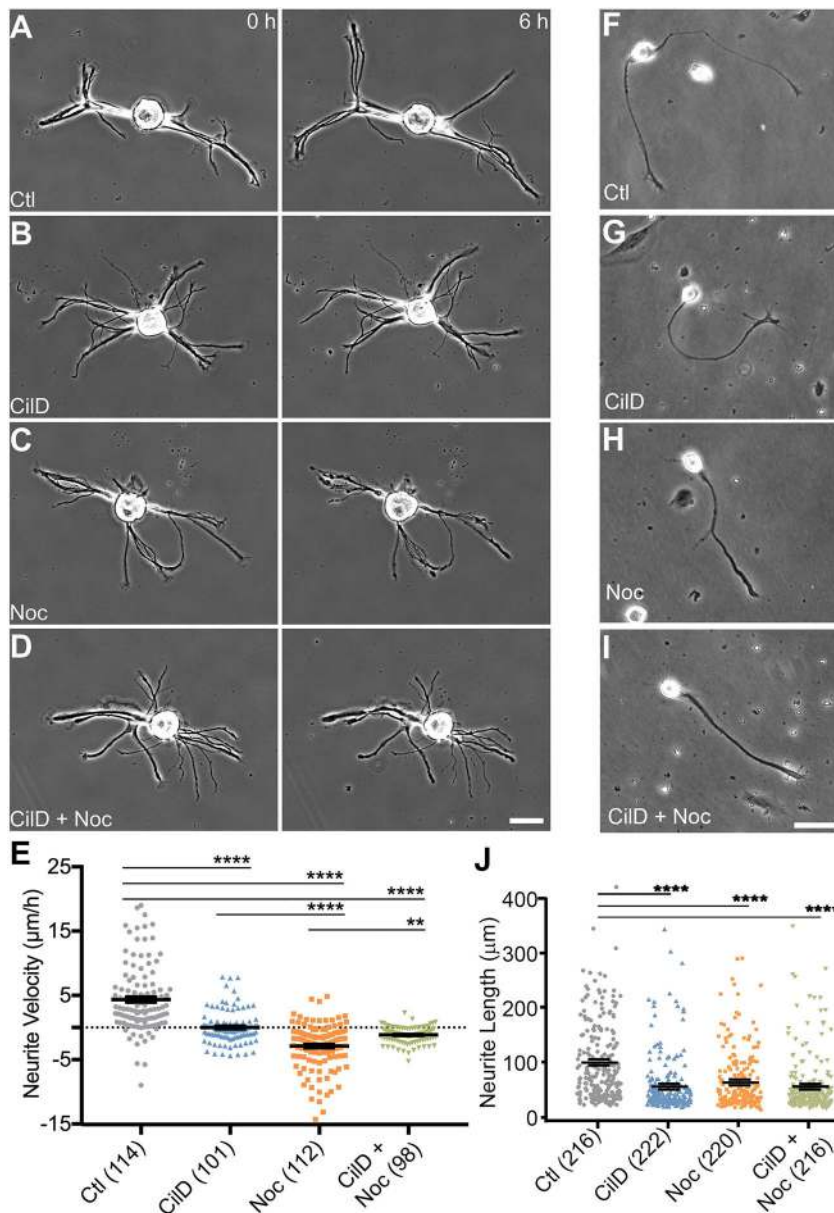 A
0 h
6 h
Ctl
B
CilD
C
Noc
D
CilD + Noc
F
Ctl
G
CilD
H
Noc
I
CilD + Noc
E
Neurite Velocity (µm/h)
25
15
5
-5
-15
****
****
****
****
**
Ctl (114)
CilD (101)
Noc (112)
CilD +
Noc (98)
J
Neurite Length (µm)
400
300
200
100
0
****
****
****
Ctl (216)
CilD (222)
Noc (220)
CilD +
Noc (216)